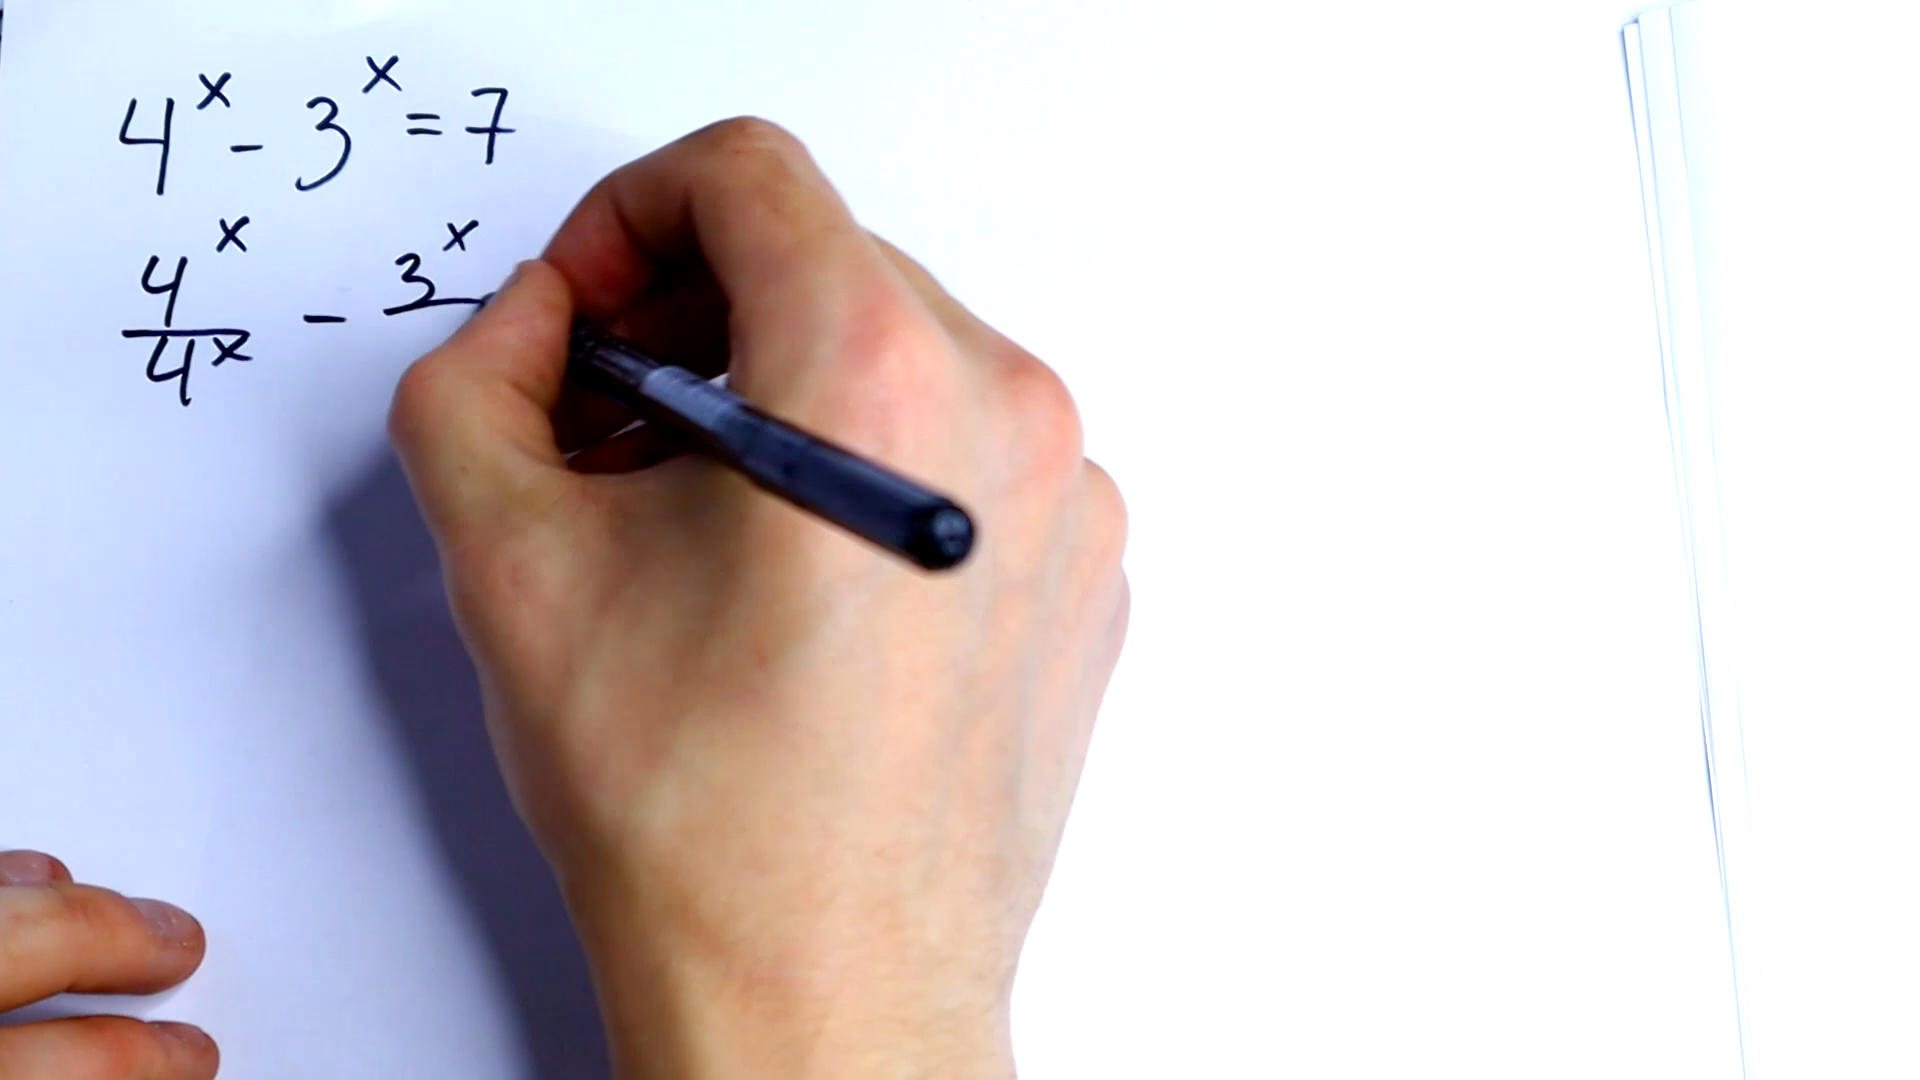 4^x - 3^x = 7
4^x/4^x - 3^x/